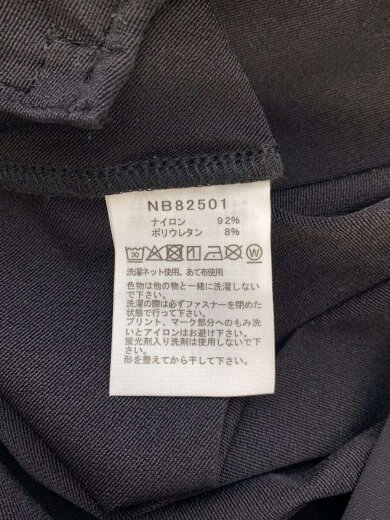 NB82501
ナイロン 92%
ポリウレタン 8%
30 W
洗濯ネット使用、あて布使用
色物は他の物と一緒に洗濯しない
で下さい。
洗濯の際は必ずファスナーを閉めた
状態で行って下さい。
プリント、マーク部分へのもみ洗
いとアイロンはお避け下さい。
蛍光剤入り洗剤は使用しないで下
さい。
形を整えてから干して下さい。